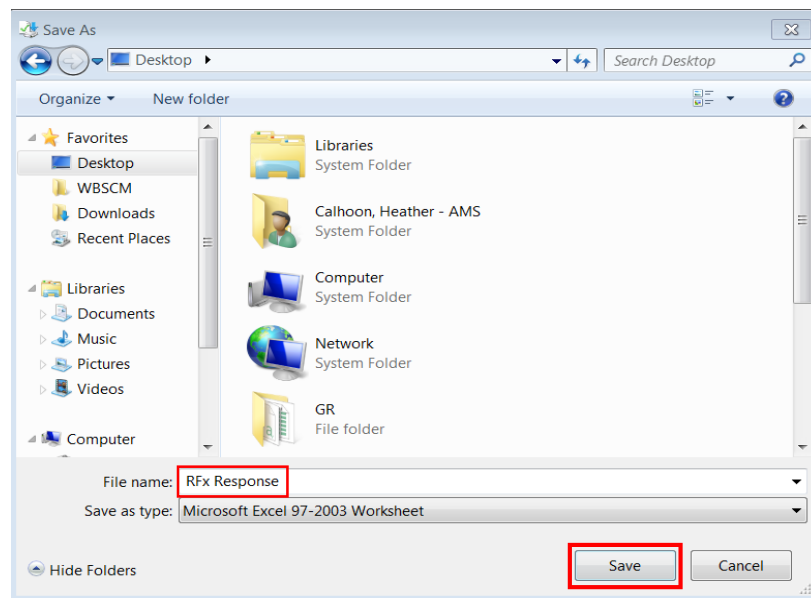 Save As
Desktop
Search Desktop
Organize
New folder
Favorites
Desktop
WBSCM
Downloads
Recent Places
Libraries
Documents
Music
Pictures
Videos
Computer
Libraries
System Folder
Calhoon, Heather - AMS
System Folder
Computer
System Folder
Network
System Folder
GR
File folder
File name: RFx Response
Save as type: Microsoft Excel 97-2003 Worksheet
Hide Folders
Save
Cancel